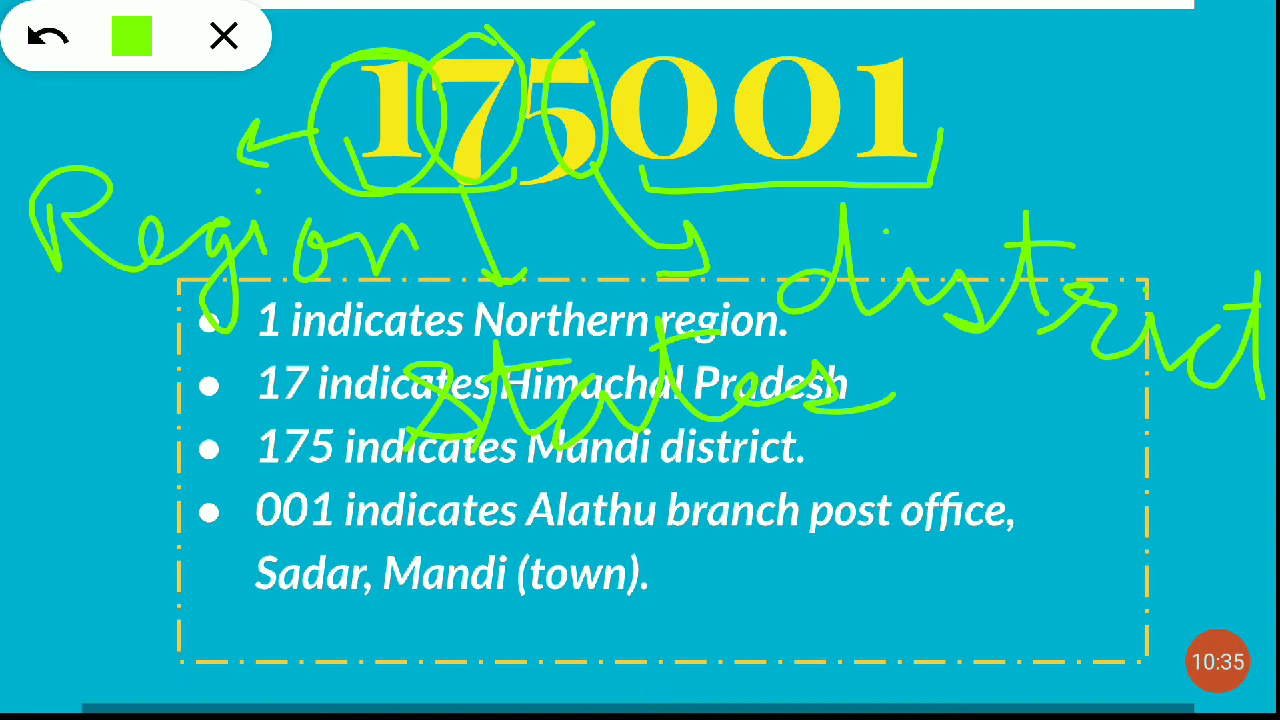 175001
Region
district
• 1 indicates Northern region.
• 17 indicates Himachal Pradesh
states
• 175 indicates Mandi district.
• 001 indicates Alathu branch post office,
Sadar, Mandi (town).
10:35